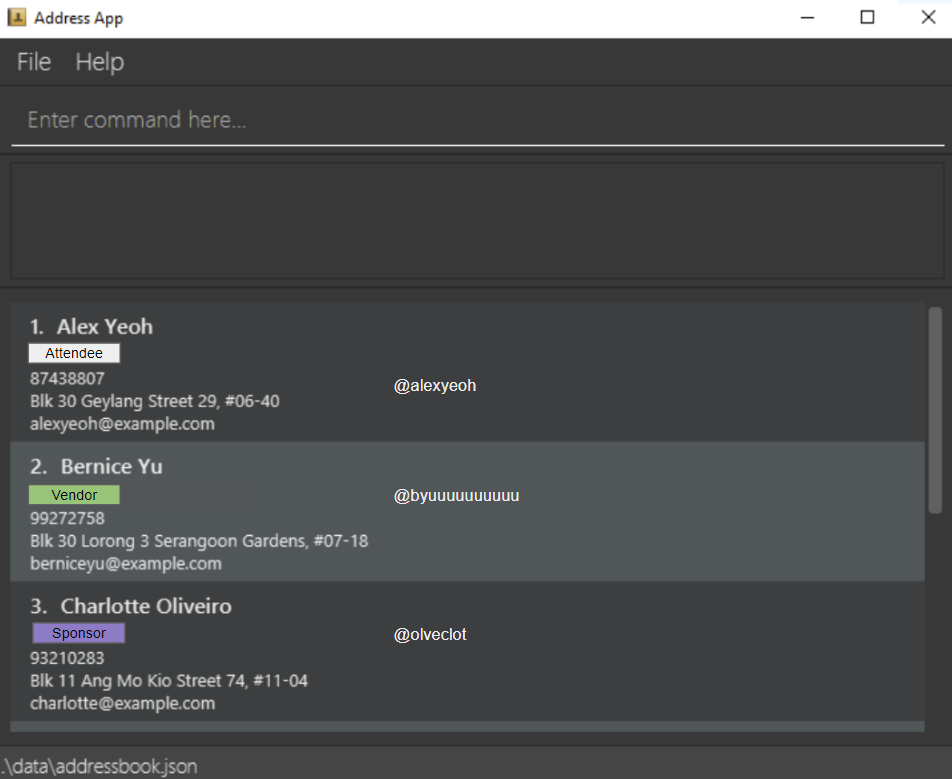 Address App
File Help
Enter command here...
1. Alex Yeoh
Attendee
87438807
@alexyeoh
Blk 30 Geylang Street 29, #06-40
alexyeoh@example.com
2. Bernice Yu
Vendor
@byuuuuuuuuuu
99272758
Blk 30 Lorong 3 Serangoon Gardens, #07-18
berniceyu@example.com
3. Charlotte Oliveiro
Sponsor
@olveclot
93210283
Blk 11 Ang Mo Kio Street 74, #11-04
charlotte@example.com
.\data\addressbook.json